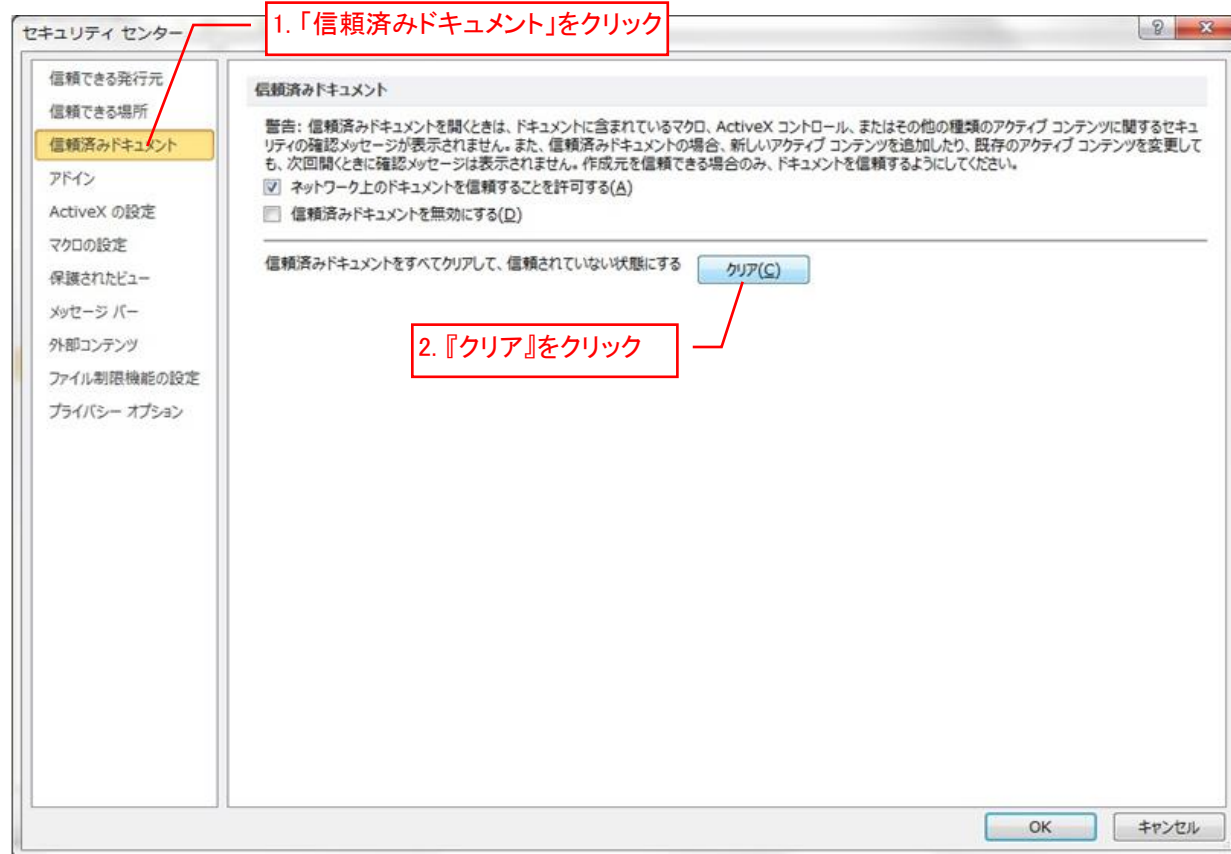 セキュリティ センター
1.「信頼済みドキュメント」をクリック
信頼できる発行元
信頼できる場所
信頼済みドキュメント
アドイン
ActiveX の設定
マクロの設定
保護されたビュー
メッセージ バー
外部コンテンツ
ファイル制限機能の設定
プライバシー オプション
信頼済みドキュメント
警告: 信頼済みドキュメントを開くときは、ドキュメントに含まれているマクロ、ActiveX コントロール、またはその他の種類のアクティブ コンテンツに関するセキュ
リティの確認メッセージが表示されません。また、信頼済みドキュメントの場合、新しいアクティブ コンテンツを追加したり、既存のアクティブ コンテンツを変更して
も、次回開くときに確認メッセージは表示されません。作成元を信頼できる場合のみ、ドキュメントを信頼するようにしてください。
ネットワーク上のドキュメントを信頼することを許可する(A)
信頼済みドキュメントを無効にする(D)
信頼済みドキュメントをすべてクリアして、信頼されていない状態にする
クリア(C)
2.『クリア』をクリック
OK
キャンセル